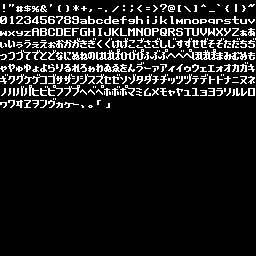 !"#$%&'()*+,-./:;<=>?@[\]^_`{|}~
0123456789abcdefghijklmnopqrstuv
wxyzABCDEFGHIJKLMNOPQRSTUVWXYZぁあ
ぃいぅうぇえぉおかがきぎくぐけげこごさざしじすずせぜそぞただちぢ
っつづてでとどなにぬねのはばぱひびぴふぶぷへべぺほぼぽまみむめも
ゃやゅゆょよらりるれろゎわゐゑをんゔーァアィイゥウェエォオカガキ
ギクグケゲコゴサザシジスズセゼソゾタダチヂッツヅテデトドナニヌネ
ノハバパヒビピフブプヘベペホボポマミムメモャヤュユョヨラリルレロ
ヮワヰヱヲンヴヵヶ~、。「」